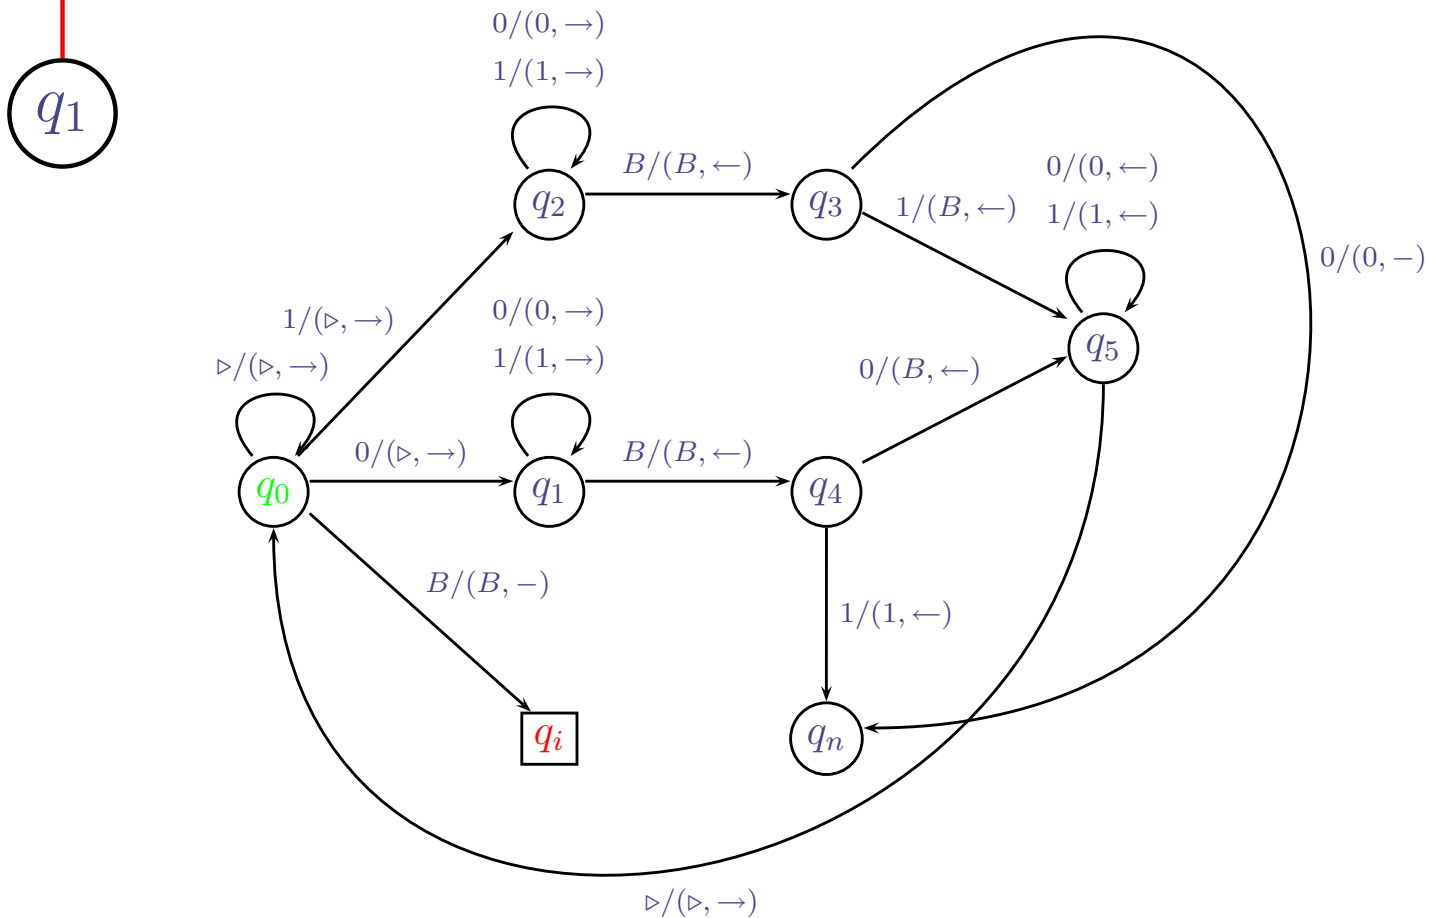 0/(0, →)
1/(1, →)
q1
B/(B, ←)
0/(0, ←)
q2
q3
1/(B, ←)
1/(1, ←)
0/(0, −)
0/(0, →)
1/(▹, →)
1/(1, →)
q5
▹/(▹, →)
0/(B, ←)
0/(▹, →)
B/(B, ←)
q0
q1
q4
B/(B, −)
1/(1, ←)
qi
qn
▹/(▹, →)